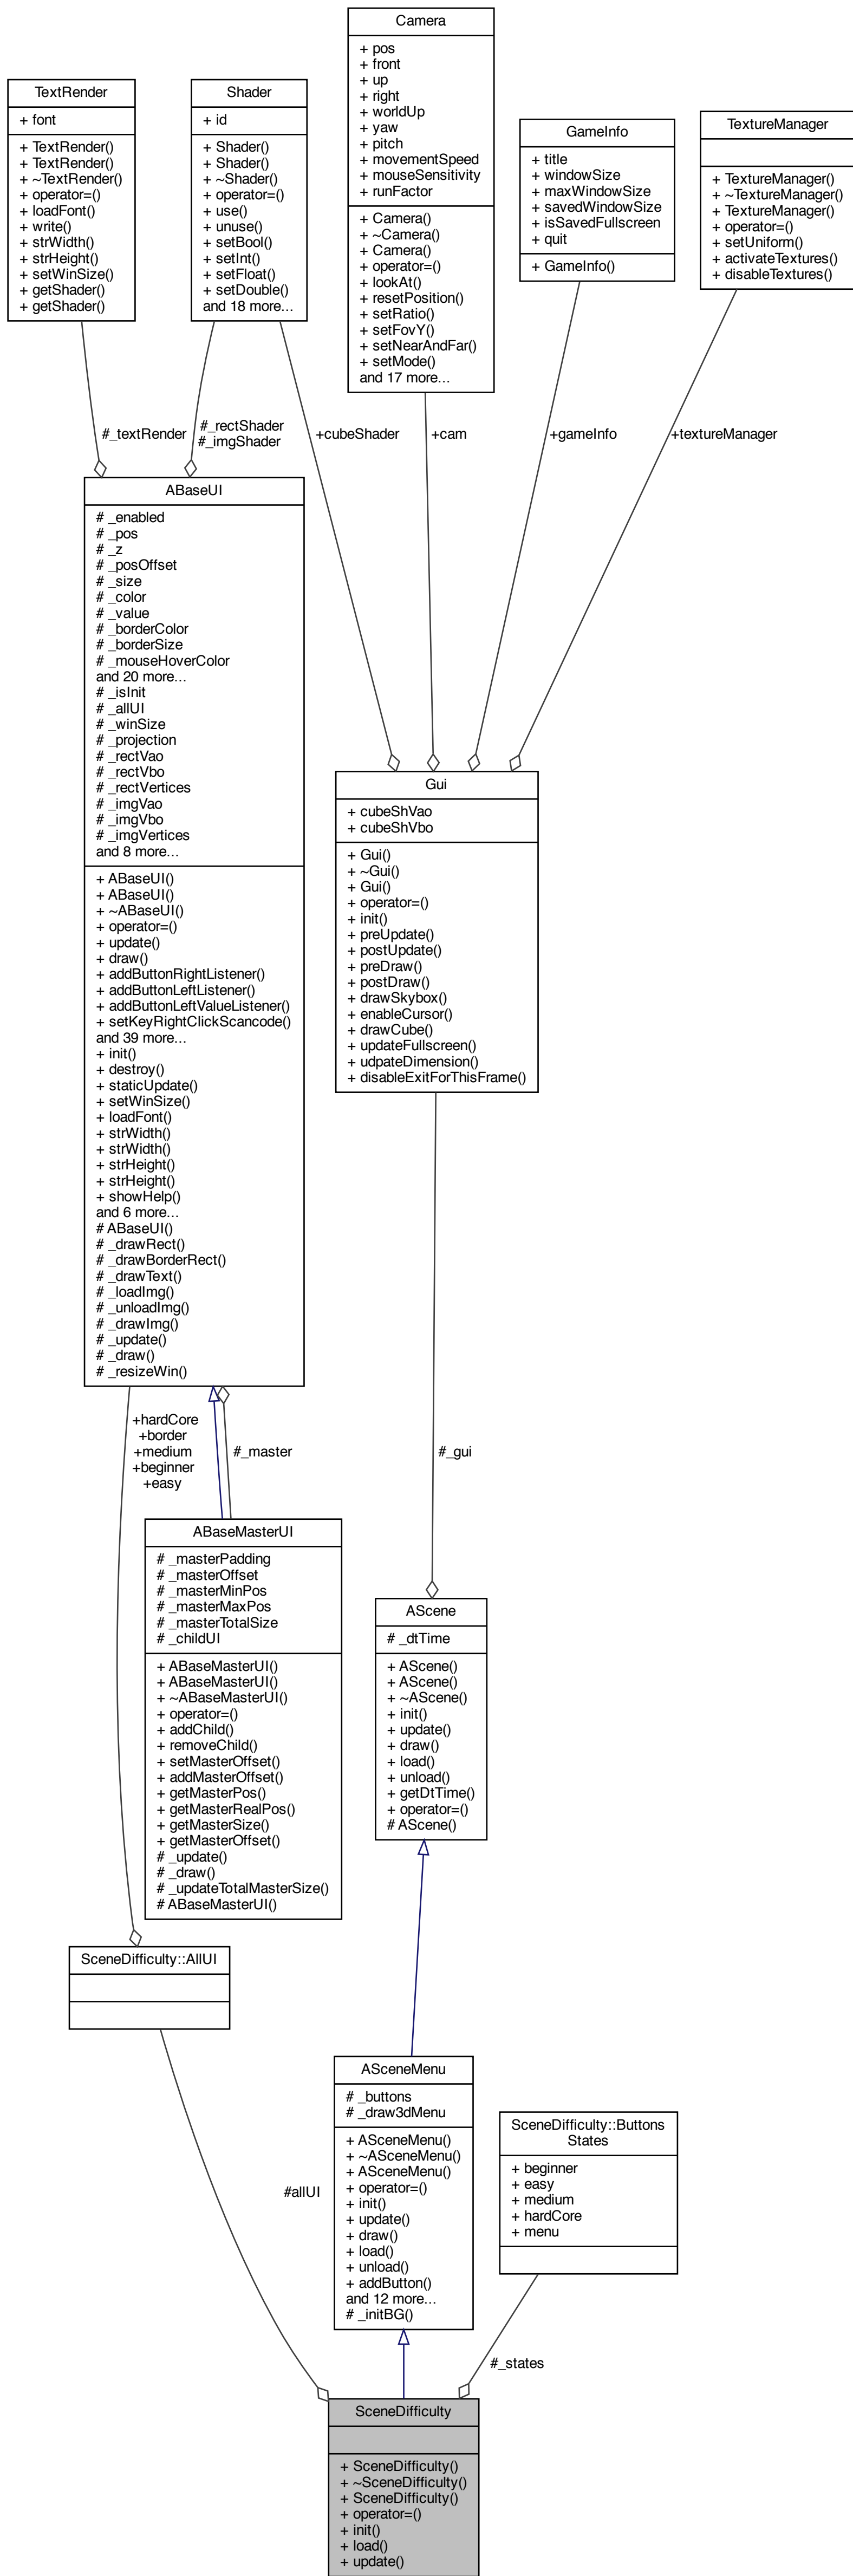 Camera
+ pos
+ front
+ up
+ right
+ worldUp
+ yaw
+ pitch
+ movementSpeed
+ mouseSensitivity
+ runFactor
+ Camera()
+ ~Camera()
+ Camera()
+ operator=()
+ lookAt()
+ resetPosition()
+ setRatio()
+ setFovY()
+ setNearAndFar()
+ setMode()
and 17 more...
TextRender
+ font
+ TextRender()
+ TextRender()
+ ~TextRender()
+ operator=()
+ loadFont()
+ write()
+ strWidth()
+ strHeight()
+ setWinSize()
+ getShader()
+ getShader()
Shader
+ id
+ Shader()
+ Shader()
+ ~Shader()
+ operator=()
+ use()
+ unuse()
+ setBool()
+ setInt()
+ setFloat()
+ setDouble()
and 18 more...
GameInfo
+ title
+ windowSize
+ maxWindowSize
+ savedWindowSize
+ isSavedFullscreen
+ quit
+ GameInfo()
TextureManager
+ TextureManager()
+ ~TextureManager()
+ TextureManager()
+ operator=()
+ setUniform()
+ activateTextures()
+ disableTextures()
#_textRender
#_rectShader
#_imgShader
+cubeShader
+cam
+gameInfo
+textureManager
ABaseUI
# _enabled
# _pos
# _z
# _posOffset
# _size
# _color
# _value
# _borderColor
# _borderSize
# _mouseHoverColor
and 20 more...
# _isInit
# _allUI
# _winSize
# _projection
# _rectVao
# _rectVbo
# _rectVertices
# _imgVao
# _imgVbo
# _imgVertices
and 8 more...
+ ABaseUI()
+ ABaseUI()
+ ~ABaseUI()
+ operator=()
+ update()
+ draw()
+ addButtonRightListener()
+ addButtonLeftListener()
+ addButtonLeftValueListener()
+ setKeyRightClickScancode()
and 39 more...
+ init()
+ destroy()
+ staticUpdate()
+ setWinSize()
+ loadFont()
+ strWidth()
+ strWidth()
+ strHeight()
+ strHeight()
+ showHelp()
and 6 more...
# ABaseUI()
# _drawRect()
# _drawBorderRect()
# _drawText()
# _loadImg()
# _unloadImg()
# _drawImg()
# _update()
# _draw()
# _resizeWin()
Gui
+ cubeShVao
+ cubeShVbo
+ Gui()
+ ~Gui()
+ Gui()
+ operator=()
+ init()
+ preUpdate()
+ postUpdate()
+ preDraw()
+ postDraw()
+ drawSkybox()
+ enableCursor()
+ drawCube()
+ updateFullscreen()
+ udpateDimension()
+ disableExitForThisFrame()
+hardCore
+border
+medium
+beginner
+easy
#_master
#_gui
ABaseMasterUI
# _masterPadding
# _masterOffset
# _masterMinPos
# _masterMaxPos
# _masterTotalSize
# _childUI
+ ABaseMasterUI()
+ ABaseMasterUI()
+ ~ABaseMasterUI()
+ operator=()
+ addChild()
+ removeChild()
+ setMasterOffset()
+ addMasterOffset()
+ getMasterPos()
+ getMasterRealPos()
+ getMasterSize()
+ getMasterOffset()
# _update()
# _draw()
# _updateTotalMasterSize()
# ABaseMasterUI()
AScene
# _dtTime
+ AScene()
+ AScene()
+ ~AScene()
+ init()
+ update()
+ draw()
+ load()
+ unload()
+ getDtTime()
+ operator=()
# AScene()
SceneDifficulty::AllUI
ASceneMenu
# _buttons
# _draw3dMenu
+ ASceneMenu()
+ ~ASceneMenu()
+ ASceneMenu()
+ operator=()
+ init()
+ update()
+ draw()
+ load()
+ unload()
+ addButton()
and 12 more...
# _initBG()
SceneDifficulty::Buttons
States
+ beginner
+ easy
+ medium
+ hardCore
+ menu
#allUI
#_states
SceneDifficulty
+ SceneDifficulty()
+ ~SceneDifficulty()
+ SceneDifficulty()
+ operator=()
+ init()
+ load()
+ update()